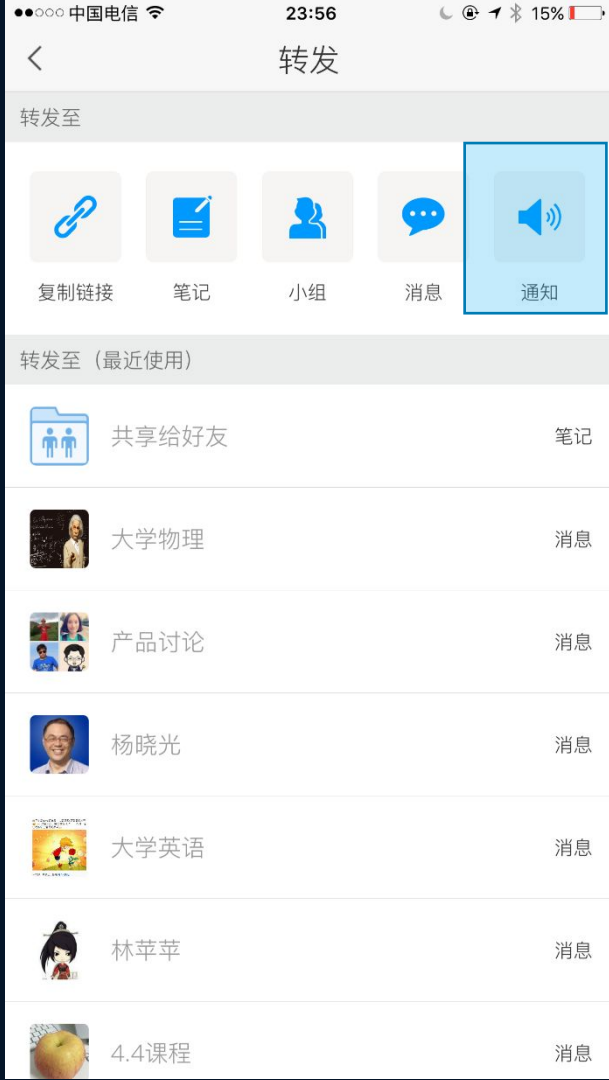 中国电信 23:56 15%
转发
转发至
复制链接 笔记 小组 消息 通知
转发至（最近使用）
共享给好友 笔记
大学物理 消息
产品讨论 消息
杨晓光 消息
大学英语 消息
林苹苹 消息
4.4课程 消息